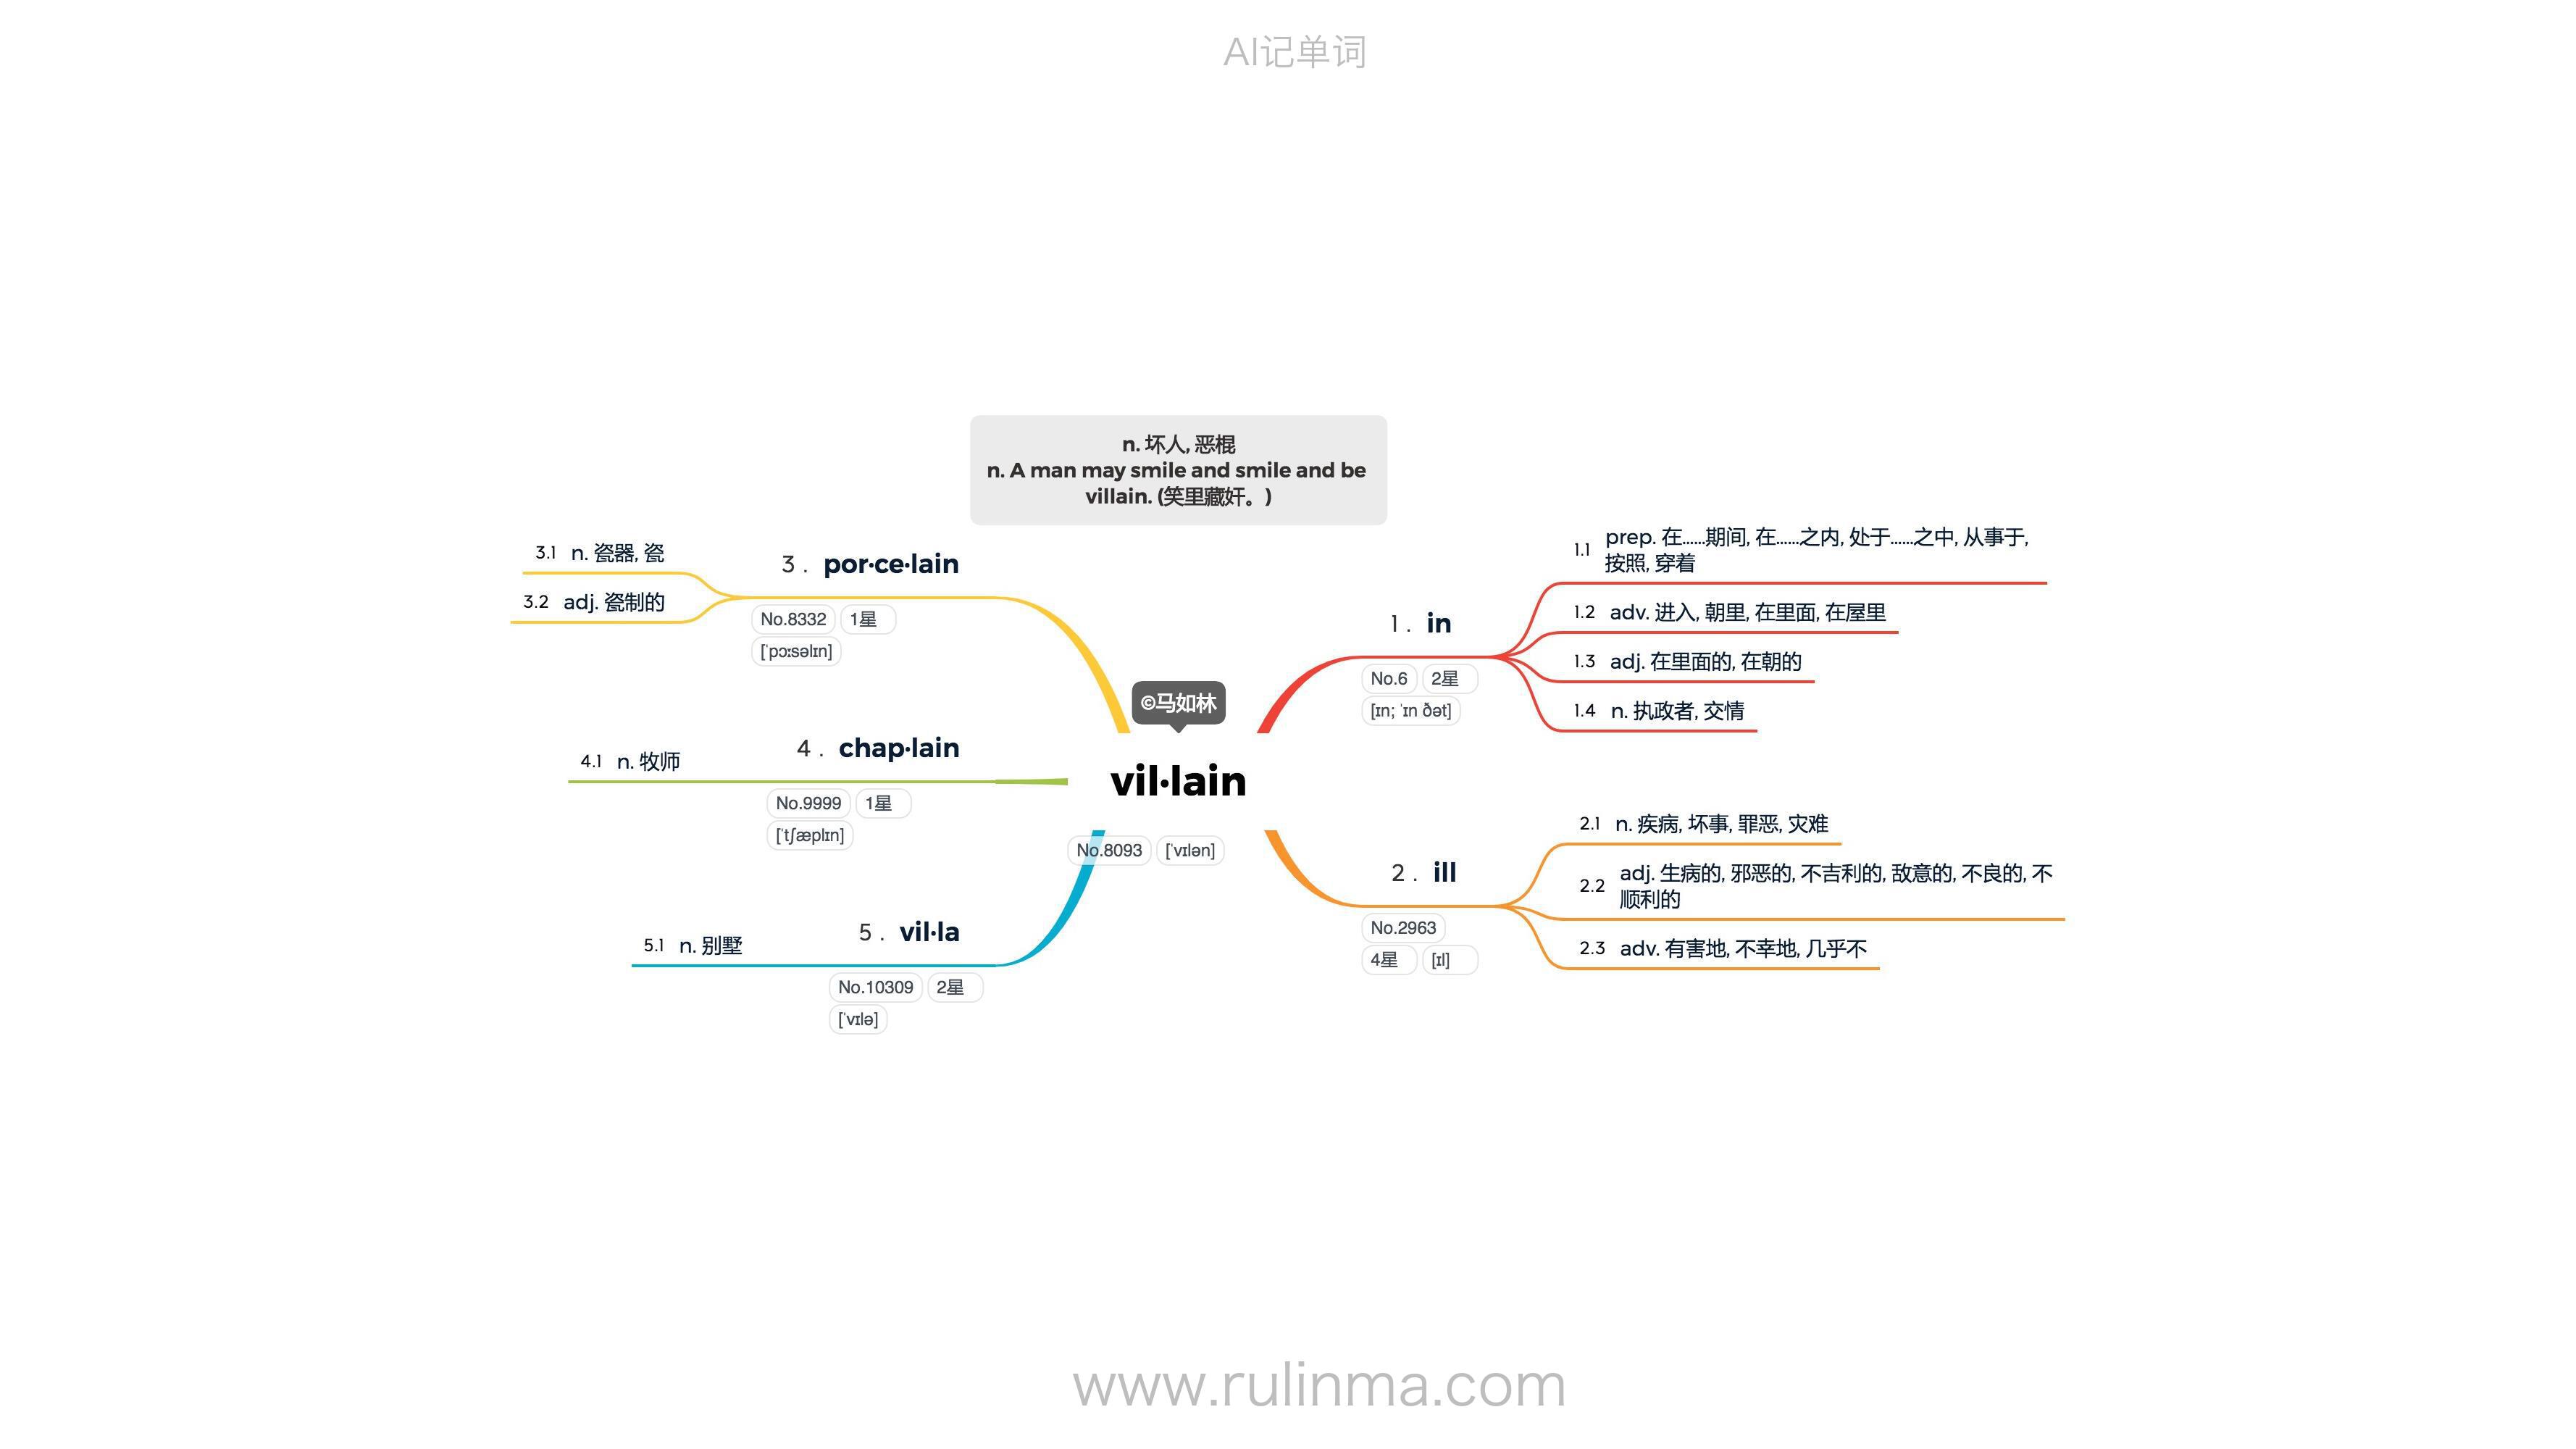 AI记单词
n. 坏人, 恶棍
n. A man may smile and smile and be
villain. (笑里藏奸。)
©马如林
vil·lain
No.8093 [ˈvɪlən]
1 . in
No.6 2星
[ɪn; ˈɪn ðət]
1.1 prep. 在……期间, 在……之内, 处于……之中, 从事于,
按照, 穿着
1.2 adv. 进入, 朝里, 在里面, 在屋里
1.3 adj. 在里面的, 在朝的
1.4 n. 执政者, 交情
2 . ill
No.2963
4星 [ɪl]
2.1 n. 疾病, 坏事, 罪恶, 灾难
2.2 adj. 生病的, 邪恶的, 不吉利的, 敌意的, 不良的, 不
顺利的
2.3 adv. 有害地, 不幸地, 几乎不
3 . por·ce·lain
No.8332 1星
[ˈpɔːsəlɪn]
3.1 n. 瓷器, 瓷
3.2 adj. 瓷制的
4 . chap·lain
No.9999 1星
[ˈtʃæplɪn]
4.1 n. 牧师
5 . vil·la
No.10309 2星
[ˈvɪlə]
5.1 n. 别墅
www.rulinma.com